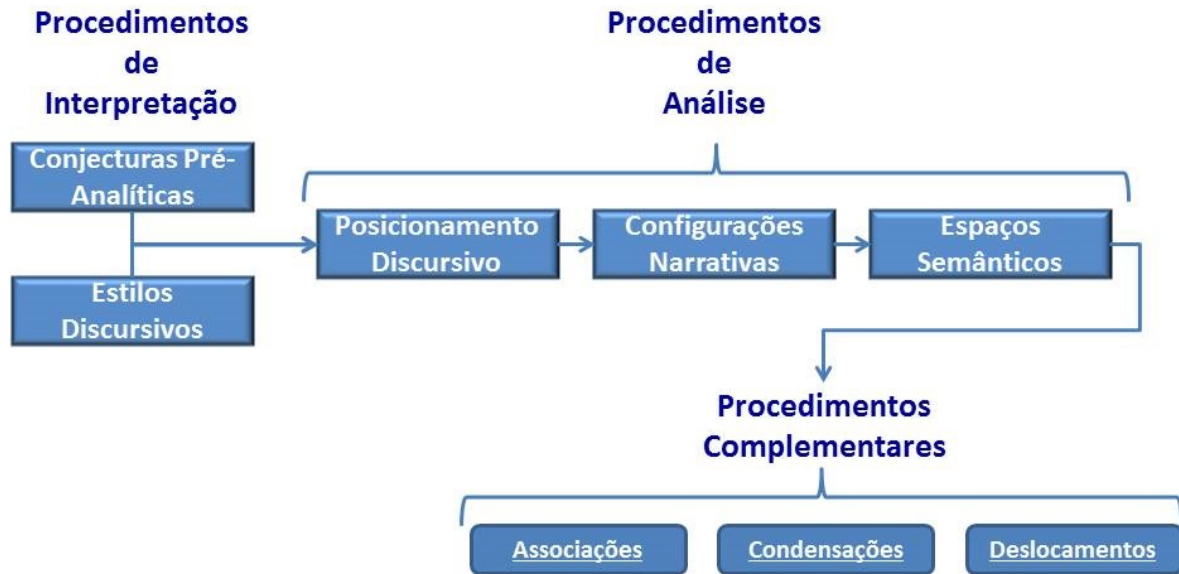 Procedimentos
de
Interpretação
Conjecturas Pré-
Analíticas
Estilos
Discursivos
Procedimentos
de
Análise
Posicionamento
Discursivo
Configurações
Narrativas
Espaços
Semânticos
Procedimentos
Complementares
Associações
Condensações
Deslocamentos